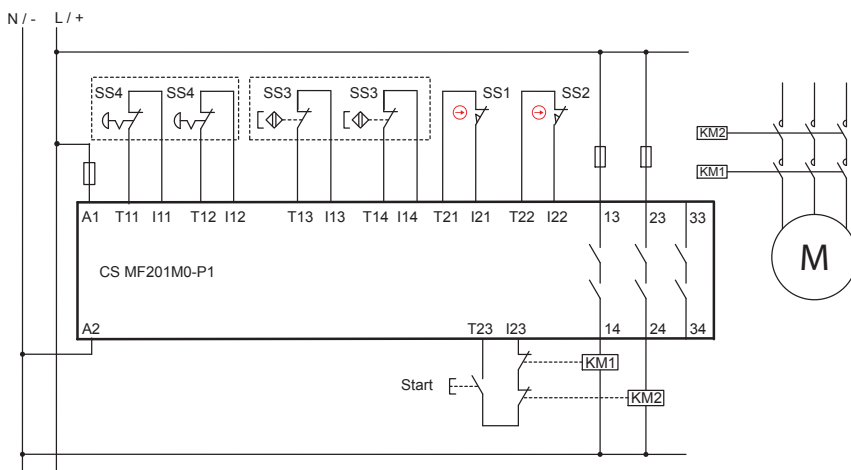 N / - L / +
SS4 SS4 SS3 SS3 SS1 SS2
KM2
KM1
A1 T11 I11 T12 I12 T13 I13 T14 I14 T21 I21 T22 I22 13 23 33
M
CS MF201M0-P1
A2 T23 I23 14 24 34
KM1
Start
KM2